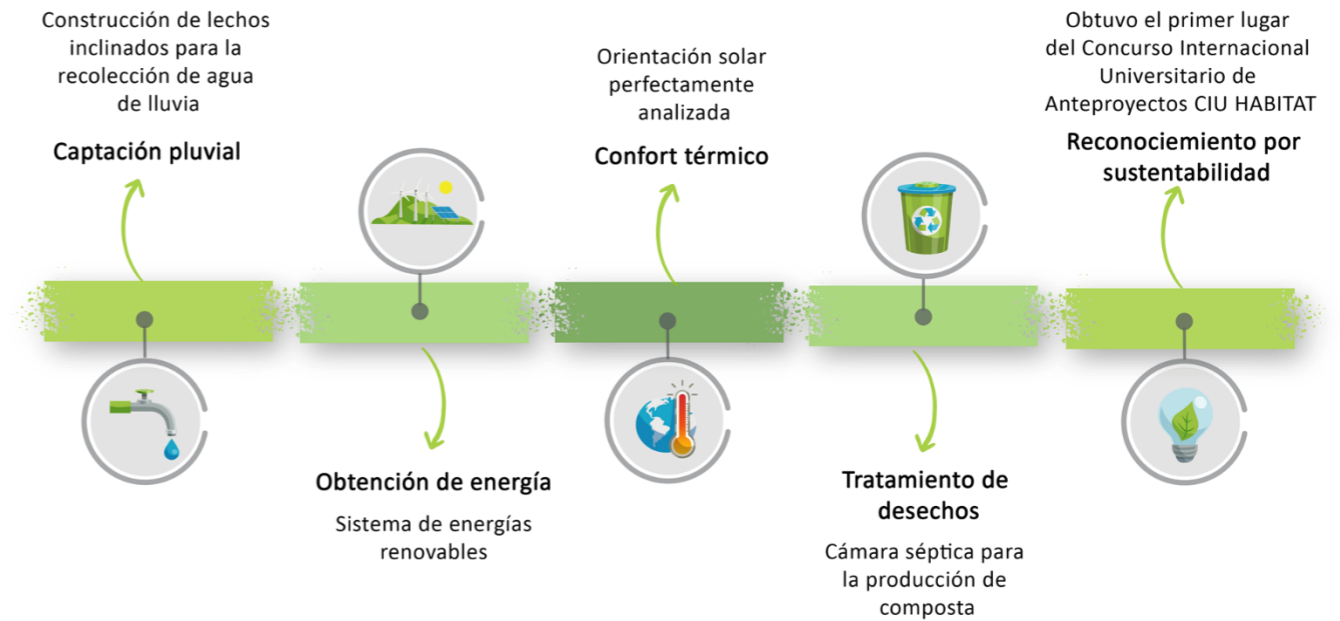 Construcción de lechos
inclinados para la
recolección de agua
de lluvia
Captación pluvial
Obtención de energía
Sistema de energías
renovables
Orientación solar
perfectamente
analizada
Confort térmico
Tratamiento de
desechos
Cámara séptica para
la producción de
composta
Obtuvo el primer lugar
del Concurso Internacional
Universitario de
Anteproyectos CIU HABITAT
Reconociemiento por
sustentabilidad